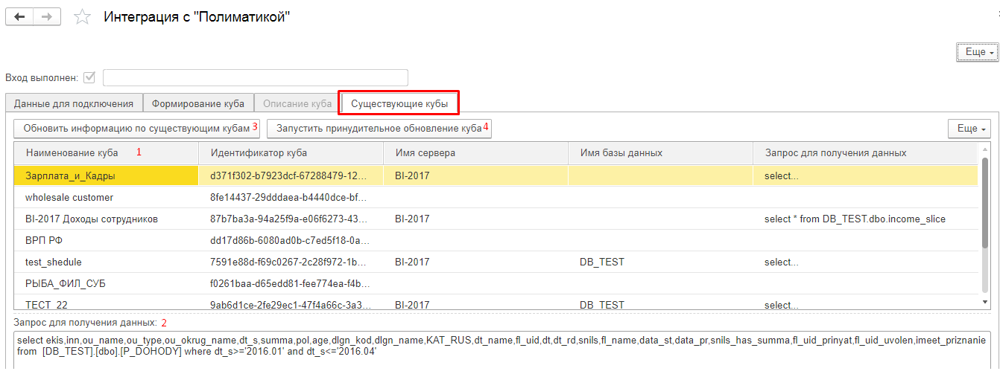 Интеграция с "Полиматикой"
Еще
Вход выполнен:
Данные для подключения Формирование куба Описание куба Существующие кубы
Обновить информацию по существующим кубам 3 Запустить принудительное обновление куба 4 Еще
Наименование куба 1 Идентификатор куба Имя сервера Имя базы данных Запрос для получения данных
Зарплата_и_Кадры d371f302-b7923dcf-67288479-12... BI-2017 select...
wholesale customer 8fe14437-29dddaea-b4440dce-bf...
BI-2017 Доходы сотрудников 87b7ba3a-94a25f9a-e06f6273-43... BI-2017 select * from DB_TEST.dbo.income_slice
ВРП РФ dd17d86b-6080ad0b-c7ed5f18-0a...
test_shedule 7591e88d-f69c0267-2c28f972-1b... BI-2017 DB_TEST select...
РЫБА_ФИЛ_СУБ f0261baa-d65edd81-fee774ea-f4b...
ТЕСТ_22 9ab6d1ce-2fe29ec1-47f4a66c-3a3... BI-2017 DB_TEST select...
Запрос для получения данных: 2
select ekis,inn,ou_name,ou_type,ou_okrug_name,dt_s,summa,pol,age,dlgn_kod,dlgn_name,KAT_RUS,dt_name,fl_uid,dt,dt_rd,snils,fl_name,data_st,data_pr,snils_has_summa,fl_uid_prinyat,fl_uid_uvolen,imeet_priznanie
from [DB_TEST].[dbo].[P_DOHODY] where dt_s>='2016.01' and dt_s<='2016.04'